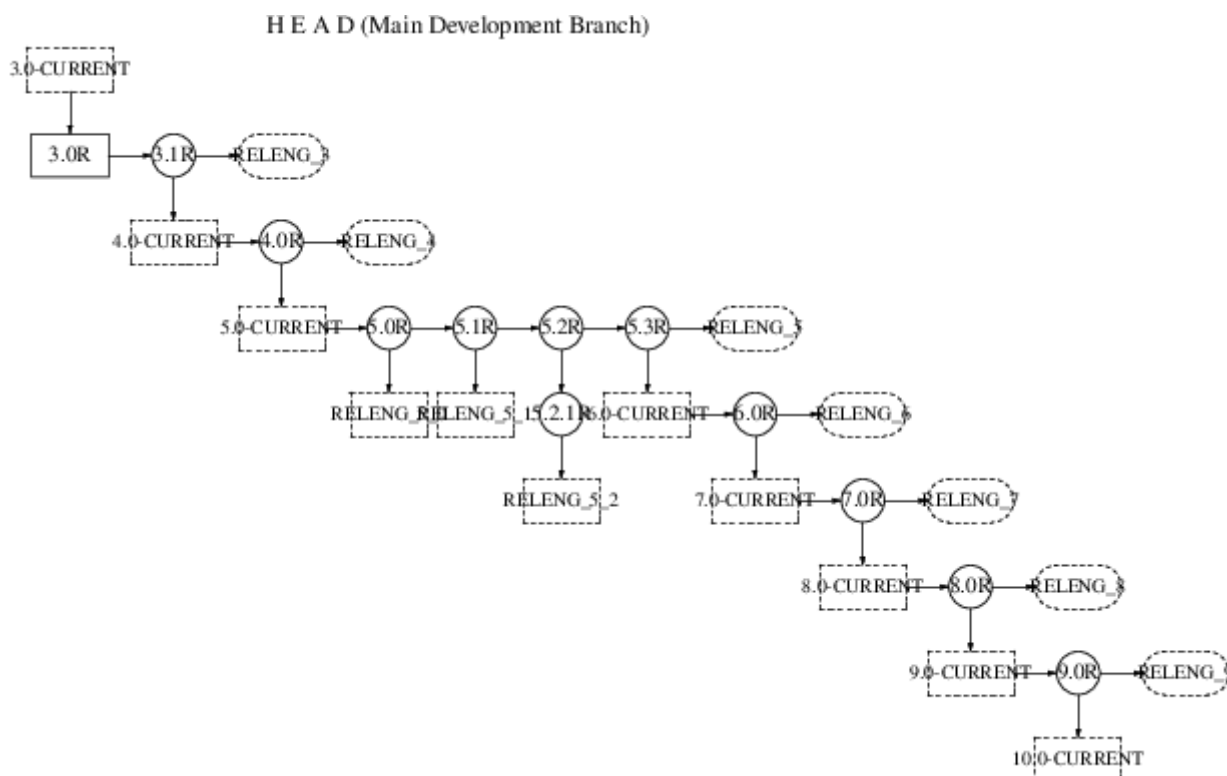 H E A D (Main Development Branch)
3.0-CURRENT
3.0R 3.1R RELENG_3
4.0-CURRENT 4.0R RELENG_4
5.0-CURRENT 5.0R 5.1R 5.2R 5.3R RELENG_5
RELENG_5_1 5.2.1R 6.0-CURRENT 6.0R RELENG_6
RELENG_5_2 7.0-CURRENT 7.0R RELENG_7
8.0-CURRENT 8.0R RELENG_8
9.0-CURRENT 9.0R RELENG_
10.0-CURRENT